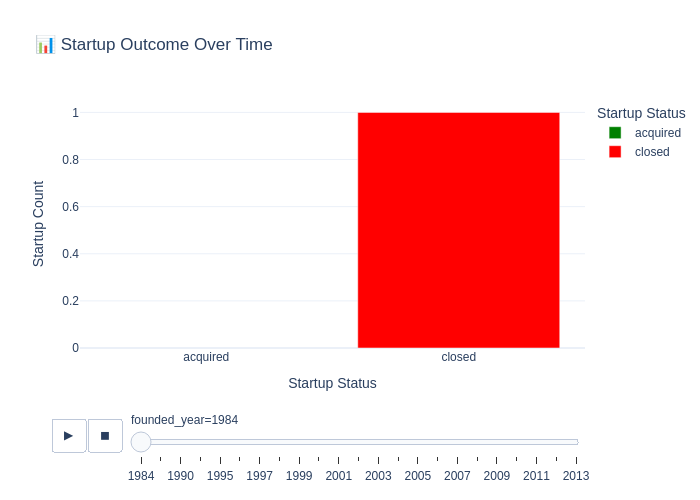 📊 Startup Outcome Over Time
Startup Status
acquired
closed
Startup Count
1
0.8
0.6
0.4
0.2
0
acquired closed
Startup Status
founded_year=1984
▶ ■
1984 1990 1995 1997 1999 2001 2003 2005 2007 2009 2011 2013